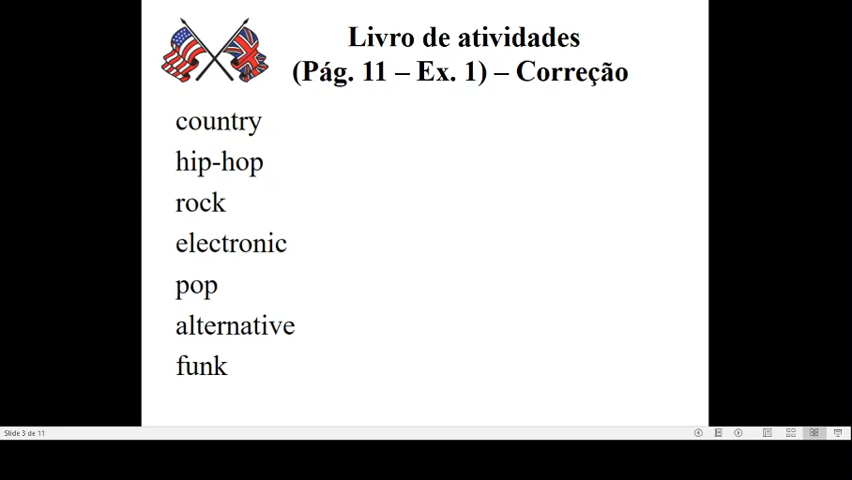 Livro de atividades
(Pág. 11 – Ex. 1) – Correção
country
hip-hop
rock
electronic
pop
alternative
funk
Slide 3 de 11